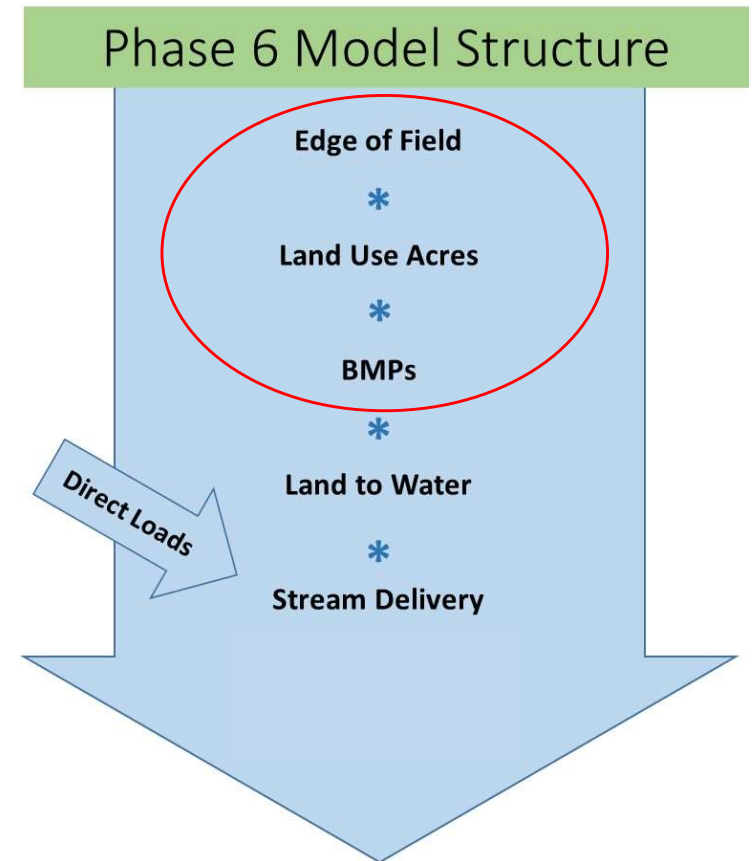 Phase 6 Model Structure
Edge of Field
*
Land Use Acres
*
BMPs
*
Land to Water
Direct Loads
*
Stream Delivery